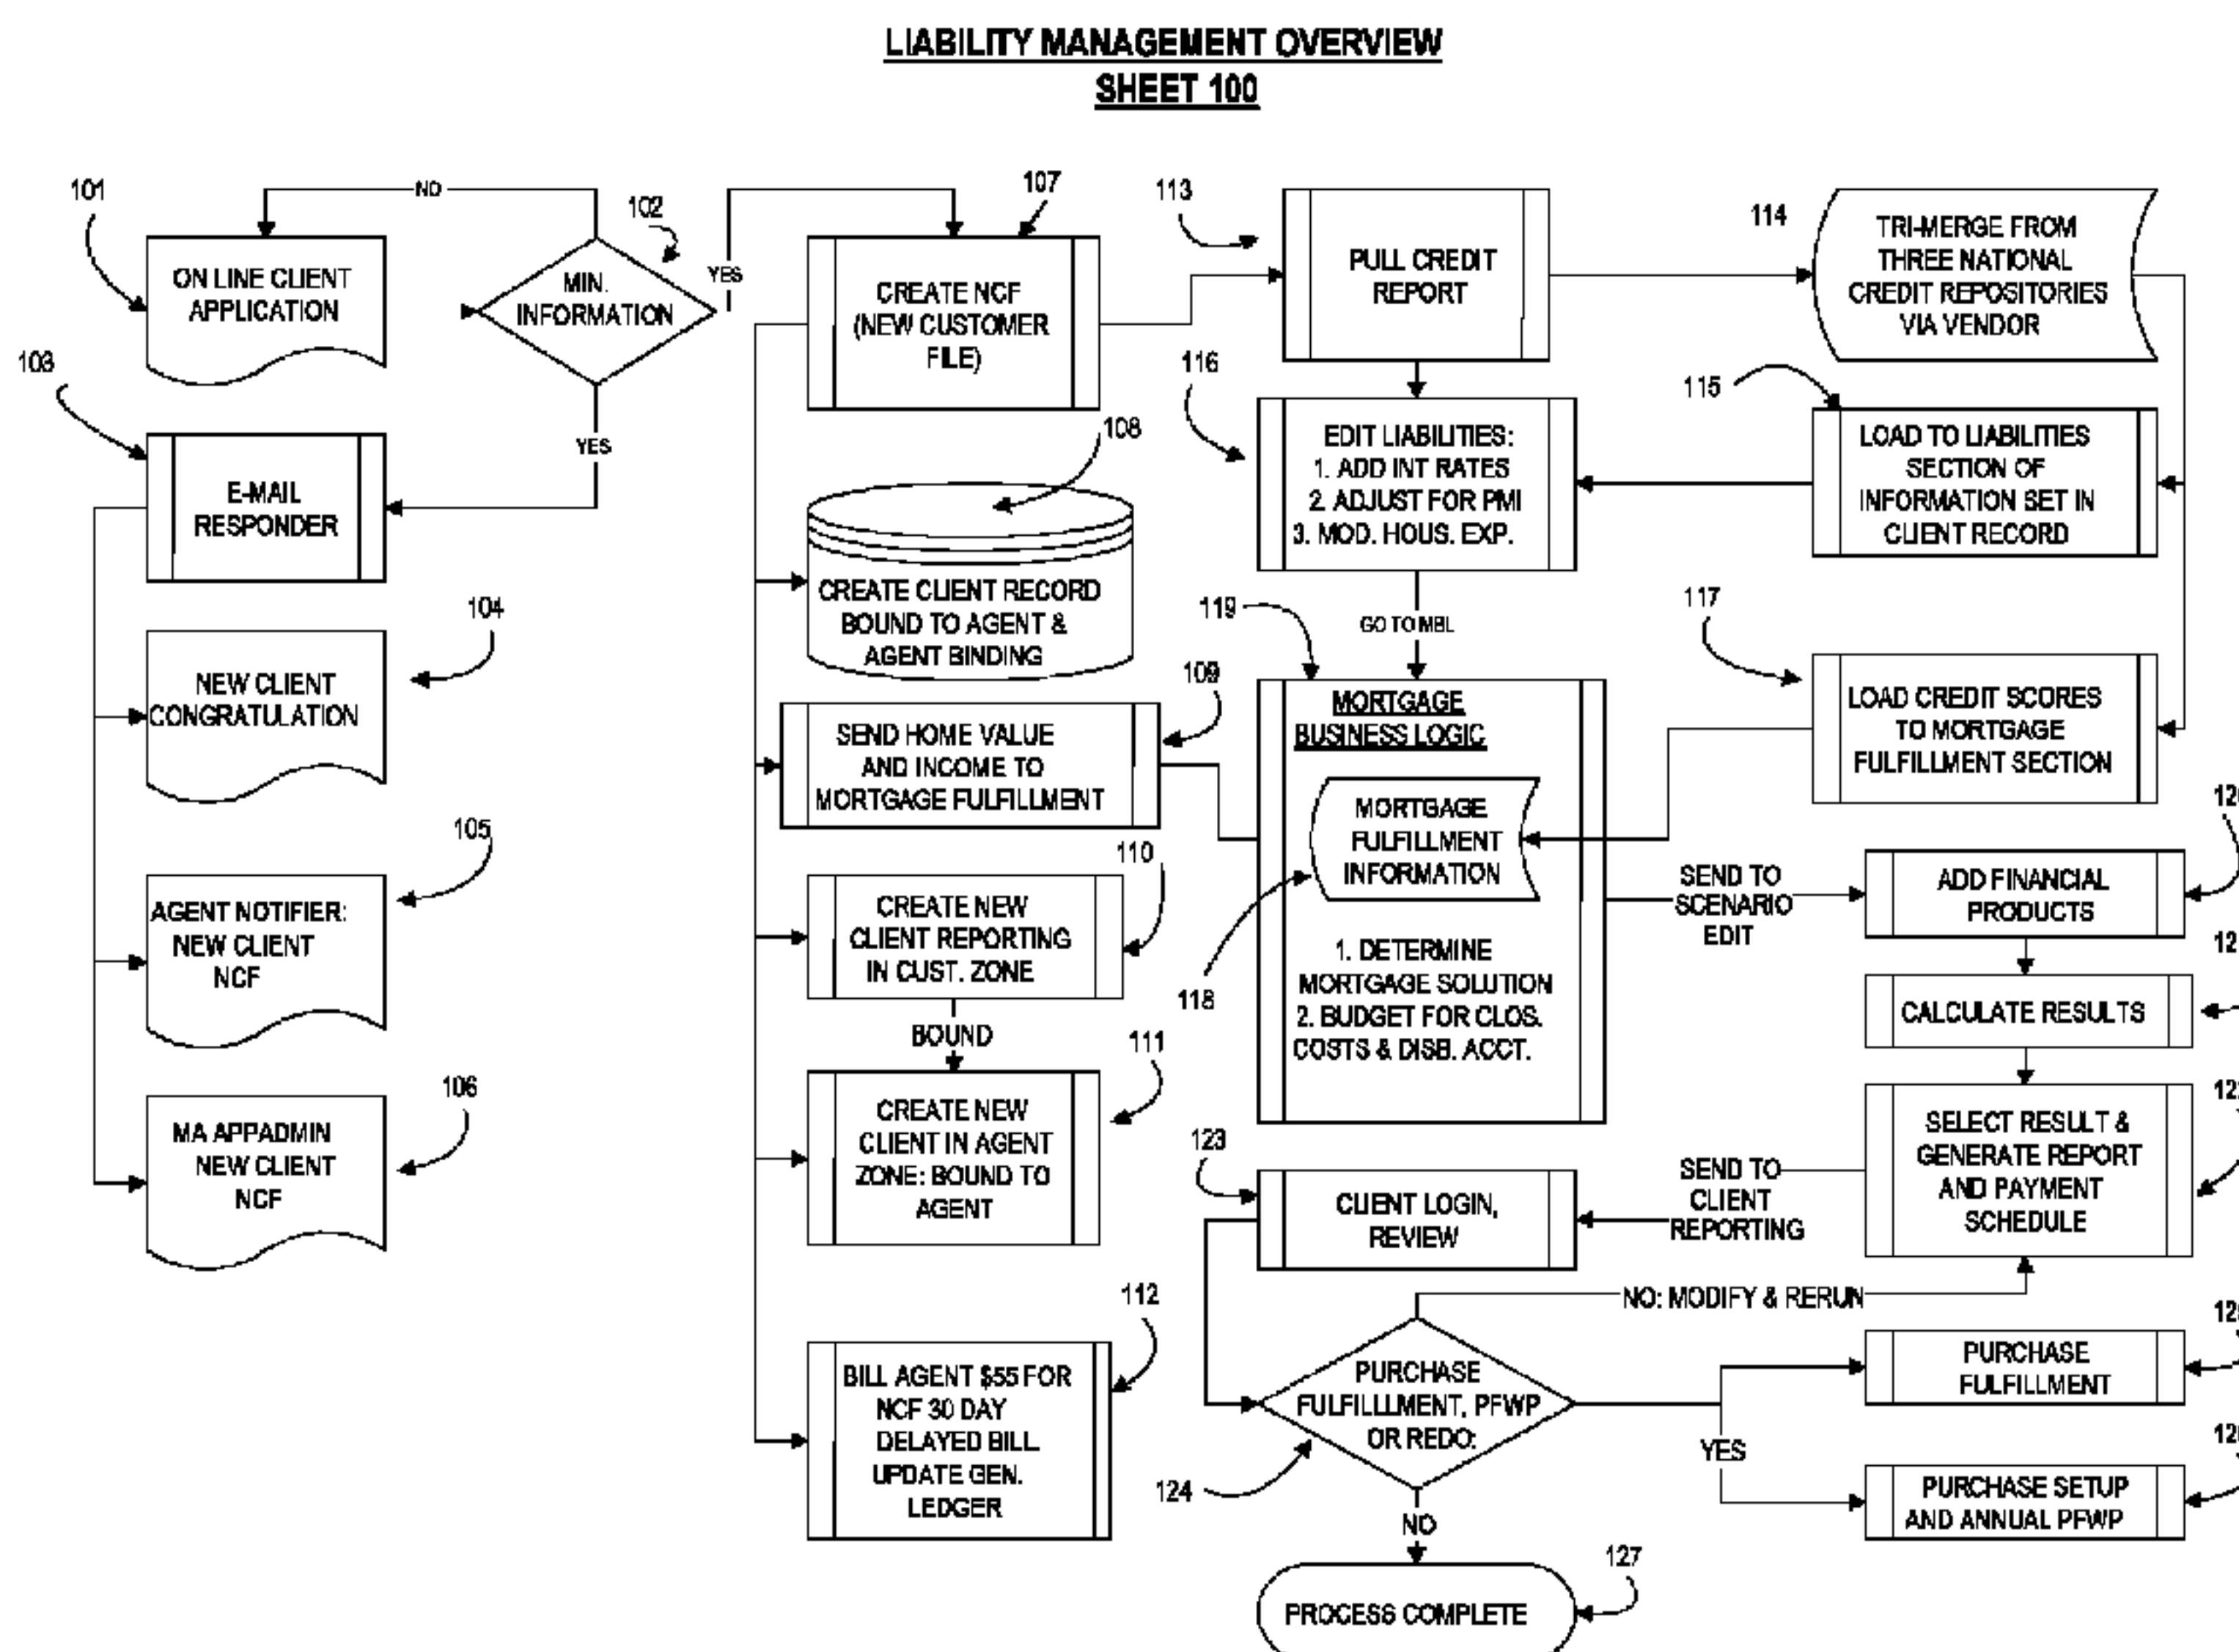 LIABILITY MANAGEMENT OVERVIEW
SHEET 100
101
ON LINE CLIENT
APPLICATION
NO
102
MIN.
INFORMATION
YES
YES
103
E-MAIL
RESPONDER
104
NEW CLIENT
CONGRATULATION
105
AGENT NOTIFIER:
NEW CLIENT
NCF
106
MA APPADMIN
NEW CLIENT
NCF
107
CREATE NCF
(NEW CUSTOMER
FILE)
108
CREATE CLIENT RECORD
BOUND TO AGENT &
AGENT BINDING
109
SEND HOME VALUE
AND INCOME TO
MORTGAGE FULFILLMENT
110
CREATE NEW
CLIENT REPORTING
IN CUST. ZONE
BOUND
111
CREATE NEW
CLIENT IN AGENT
ZONE: BOUND TO
AGENT
112
BILL AGENT $55 FOR
NCF 30 DAY
DELAYED BILL
UPDATE GEN.
LEDGER
113
PULL CREDIT
REPORT
114
TRI-MERGE FROM
THREE NATIONAL
CREDIT REPOSITORIES
VIA VENDOR
115
LOAD TO LIABILITIES
SECTION OF
INFORMATION SET IN
CLIENT RECORD
116
EDIT LIABILITIES:
1. ADD INT RATES
2. ADJUST FOR PMI
3. MOD. HOUS. EXP.
GO TO MBL
117
LOAD CREDIT SCORES
TO MORTGAGE
FULFILLMENT SECTION
119
MORTGAGE
BUSINESS LOGIC
MORTGAGE
FULFILLMENT
INFORMATION
118
1. DETERMINE
MORTGAGE SOLUTION
2. BUDGET FOR CLOS.
COSTS & DISB. ACCT.
SEND TO
SCENARIO
EDIT
ADD FINANCIAL
PRODUCTS
CALCULATE RESULTS
SELECT RESULT &
GENERATE REPORT
AND PAYMENT
SCHEDULE
SEND TO
CLIENT
REPORTING
123
CLIENT LOGIN,
REVIEW
NO: MODIFY & RERUN
124
PURCHASE
FULFILLLMENT, PFWP
OR REDO:
YES
PURCHASE
FULFILLMENT
PURCHASE SETUP
AND ANNUAL PFWP
NO
127
PROCESS COMPLETE